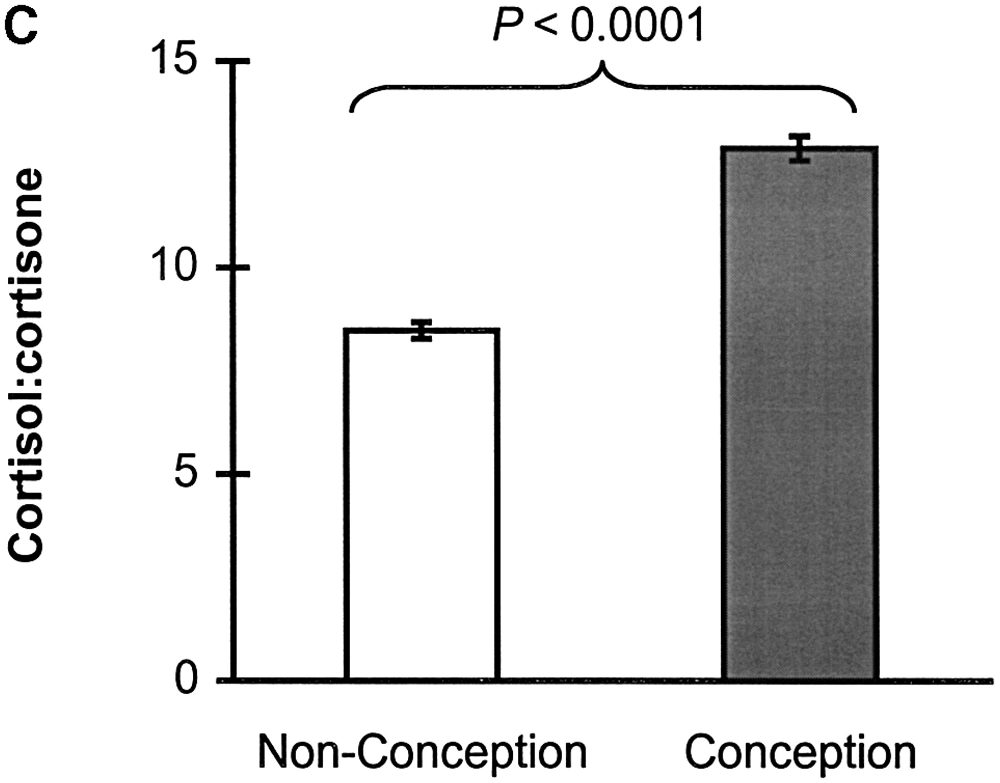 C
P < 0.0001
15
10
5
0
Cortisol:cortisone
Non-Conception
Conception